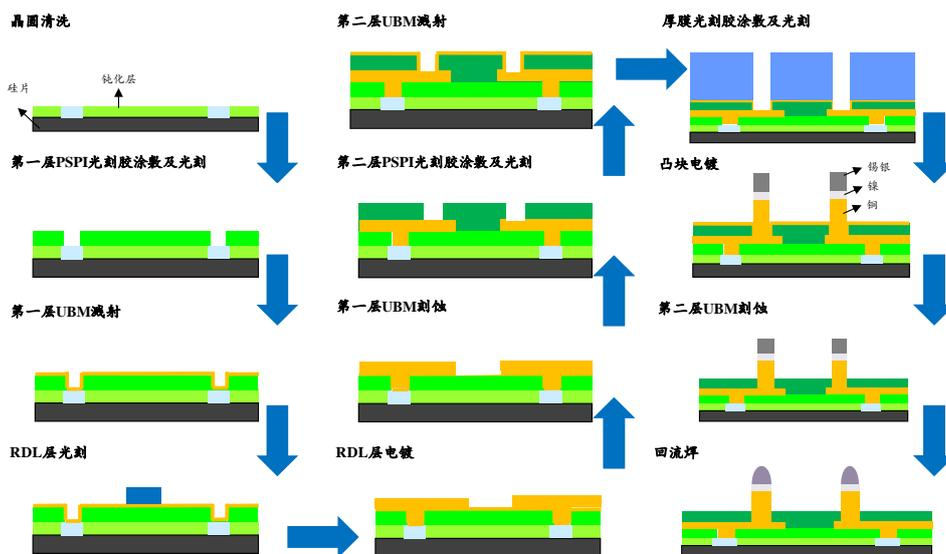 晶圆清洗
硅片
钝化层
第一层PSPI光刻胶涂敷及光刻
第一层UBM溅射
RDL层光刻
RDL层电镀
第一层UBM刻蚀
第二层PSPI光刻胶涂敷及光刻
第二层UBM溅射
厚膜光刻胶涂敷及光刻
凸块电镀
锡银
镍
铜
第二层UBM刻蚀
回流焊